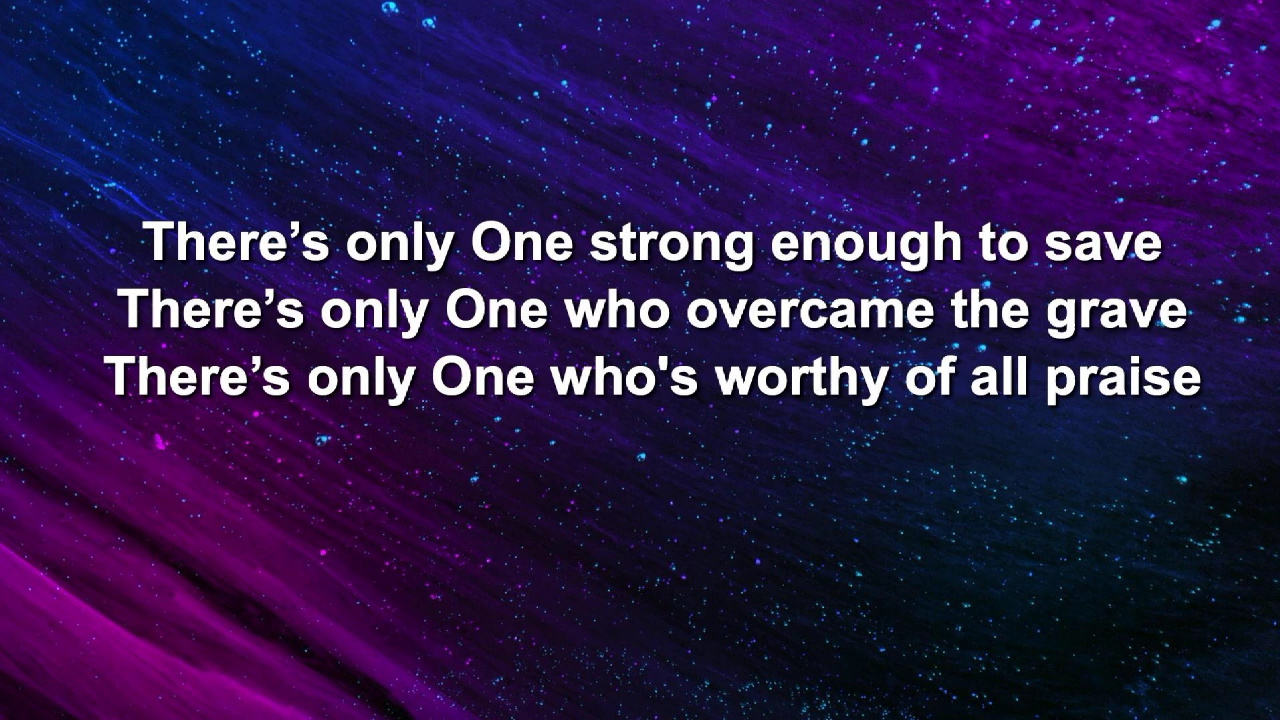 There’s only One strong enough to save
There’s only One who overcame the grave
There’s only One who's worthy of all praise